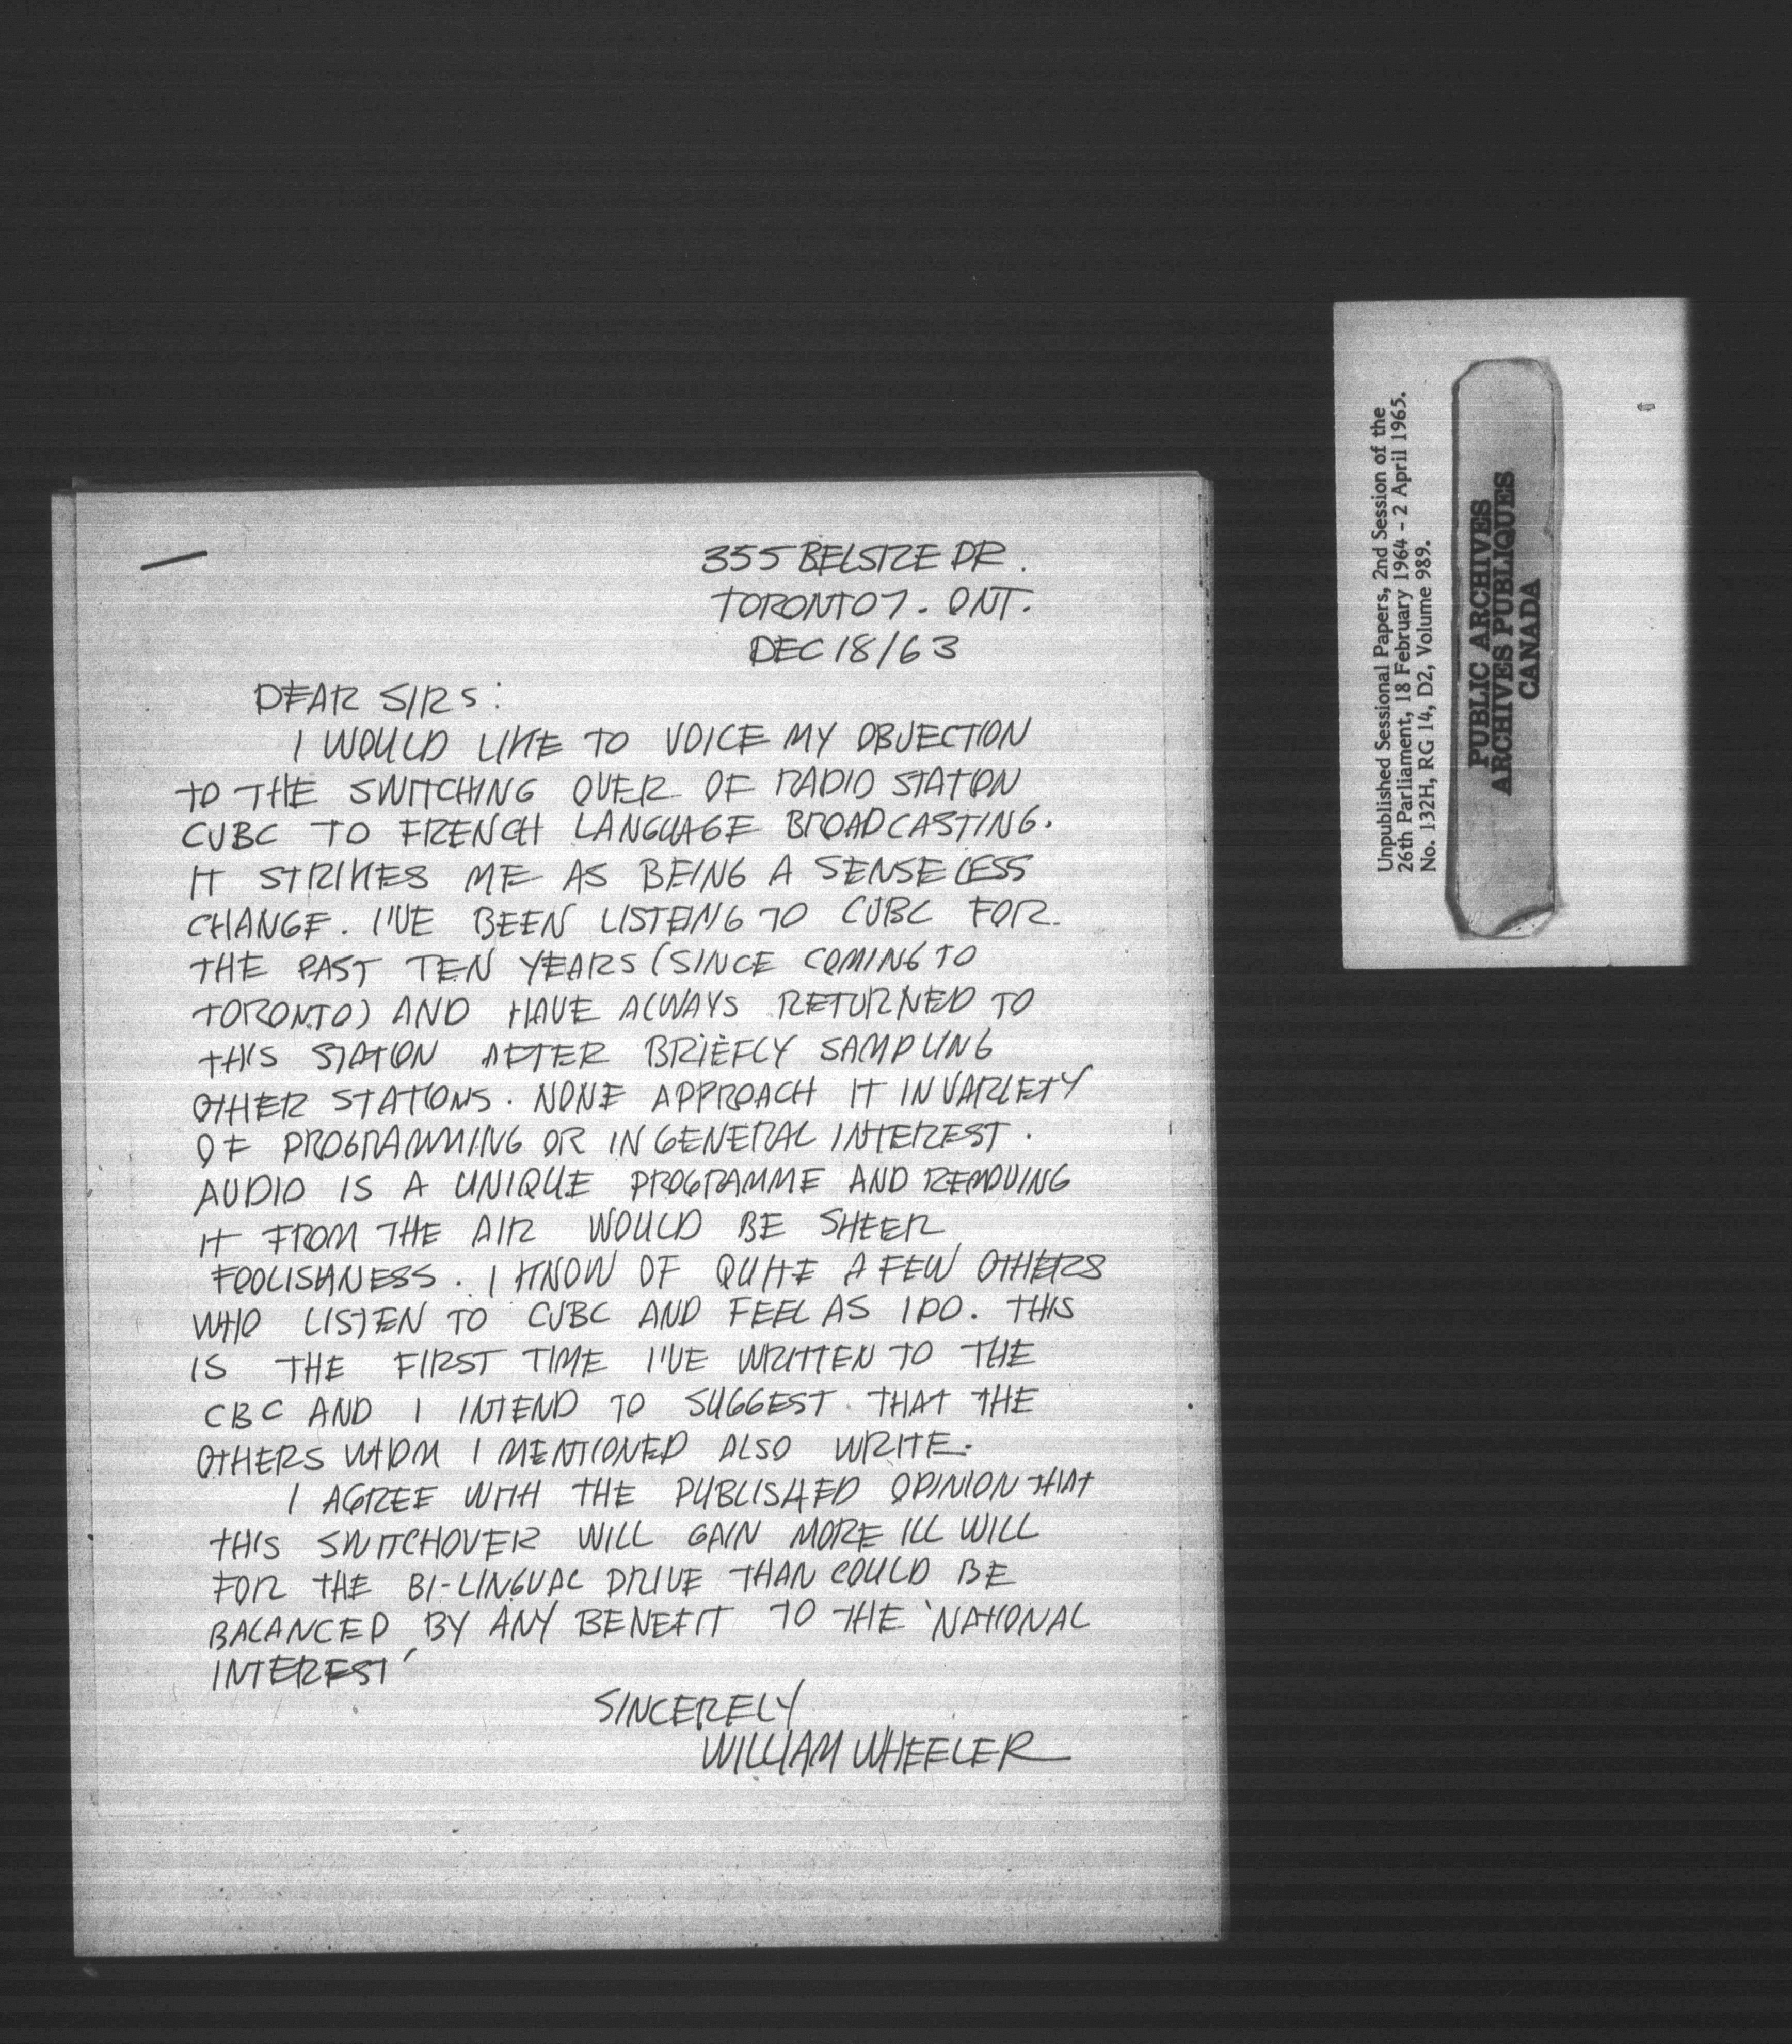 355 BELSIZE DR.
TORONTO 7. ONT.
DEC 18/63
DEAR SIRS:
I WOULD LIKE TO VOICE MY OBJECTION
TO THE SWITCHING OVER OF RADIO STATION
CJBC TO FRENCH LANGUAGE BROADCASTING.
IT STRIKES ME AS BEING A SENSELESS
CHANGE. I'VE BEEN LISTENING TO CJBC FOR
THE PAST TEN YEARS (SINCE COMING TO
TORONTO) AND HAVE ALWAYS RETURNED TO
THIS STATION AFTER BRIEFLY SAMPLING
OTHER STATIONS. NONE APPROACH IT IN VARIETY
OF PROGRAMMING OR IN GENERAL INTEREST.
AUDIO IS A UNIQUE PROGRAMME AND REMOVING
IT FROM THE AIR WOULD BE SHEER
FOOLISHNESS. I KNOW OF QUITE A FEW OTHERS
WHO LISTEN TO CJBC AND FEEL AS I DO. THIS
IS THE FIRST TIME I'VE WRITTEN TO THE
CBC AND I INTEND TO SUGGEST THAT THE
OTHERS WHOM I MENTIONED ALSO WRITE.
I AGREE WITH THE PUBLISHED OPINION THAT
THIS SWITCHOVER WILL GAIN MORE ILL WILL
FOR THE BI-LINGUAL DRIVE THAN COULD BE
BALANCED BY ANY BENEFIT TO THE 'NATIONAL
INTEREST'
SINCERELY
WILLIAM WHEELER
Unpublished Sessional Papers, 2nd Session of the
26th Parliament, 18 February 1964 - 2 April 1965.
No. 132H, RG 14, D2, Volume 989.
PUBLIC ARCHIVES
ARCHIVES PUBLIQUES
CANADA